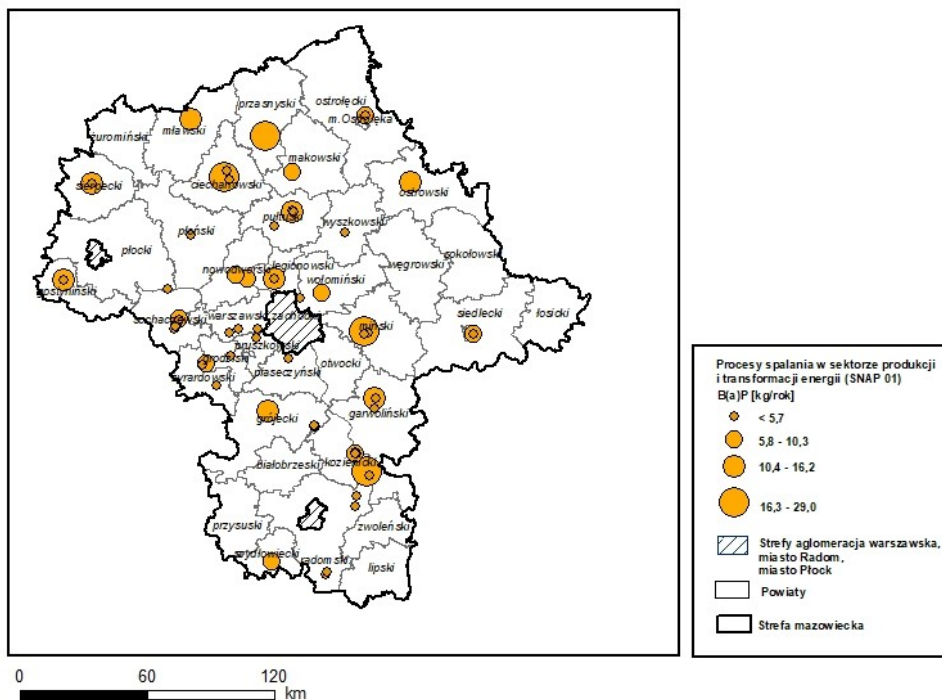 ostrołęcki
przasnyski
m.Ostrołęka
mławski
żuromiński
makowski
sierpecki
ciechanowski
ostrowski
pułtuski
wyszkowski
płoński
płocki
sokołowski
węgrowski
legionowski
nowodworski
wołomiński
gostyniński
siedlecki
łosicki
sochaczewski
warszawski zachodni
miński
pruszkowski
grodziski
piaseczyński
otwocki
żyrardowski
grójecki
garwoliński
białobrzeski
kozienicki
przysuski
zwoleński
szydłowiecki
radomski
lipski
Procesy spalania w sektorze produkcji
i transformacji energii (SNAP 01)
B(a)P [kg/rok]
< 5,7
5,8 - 10,3
10,4 - 16,2
16,3 - 29,0
Strefy aglomeracja warszawska,
miasto Radom,
miasto Płock
Powiaty
Strefa mazowiecka
0 60 120
km